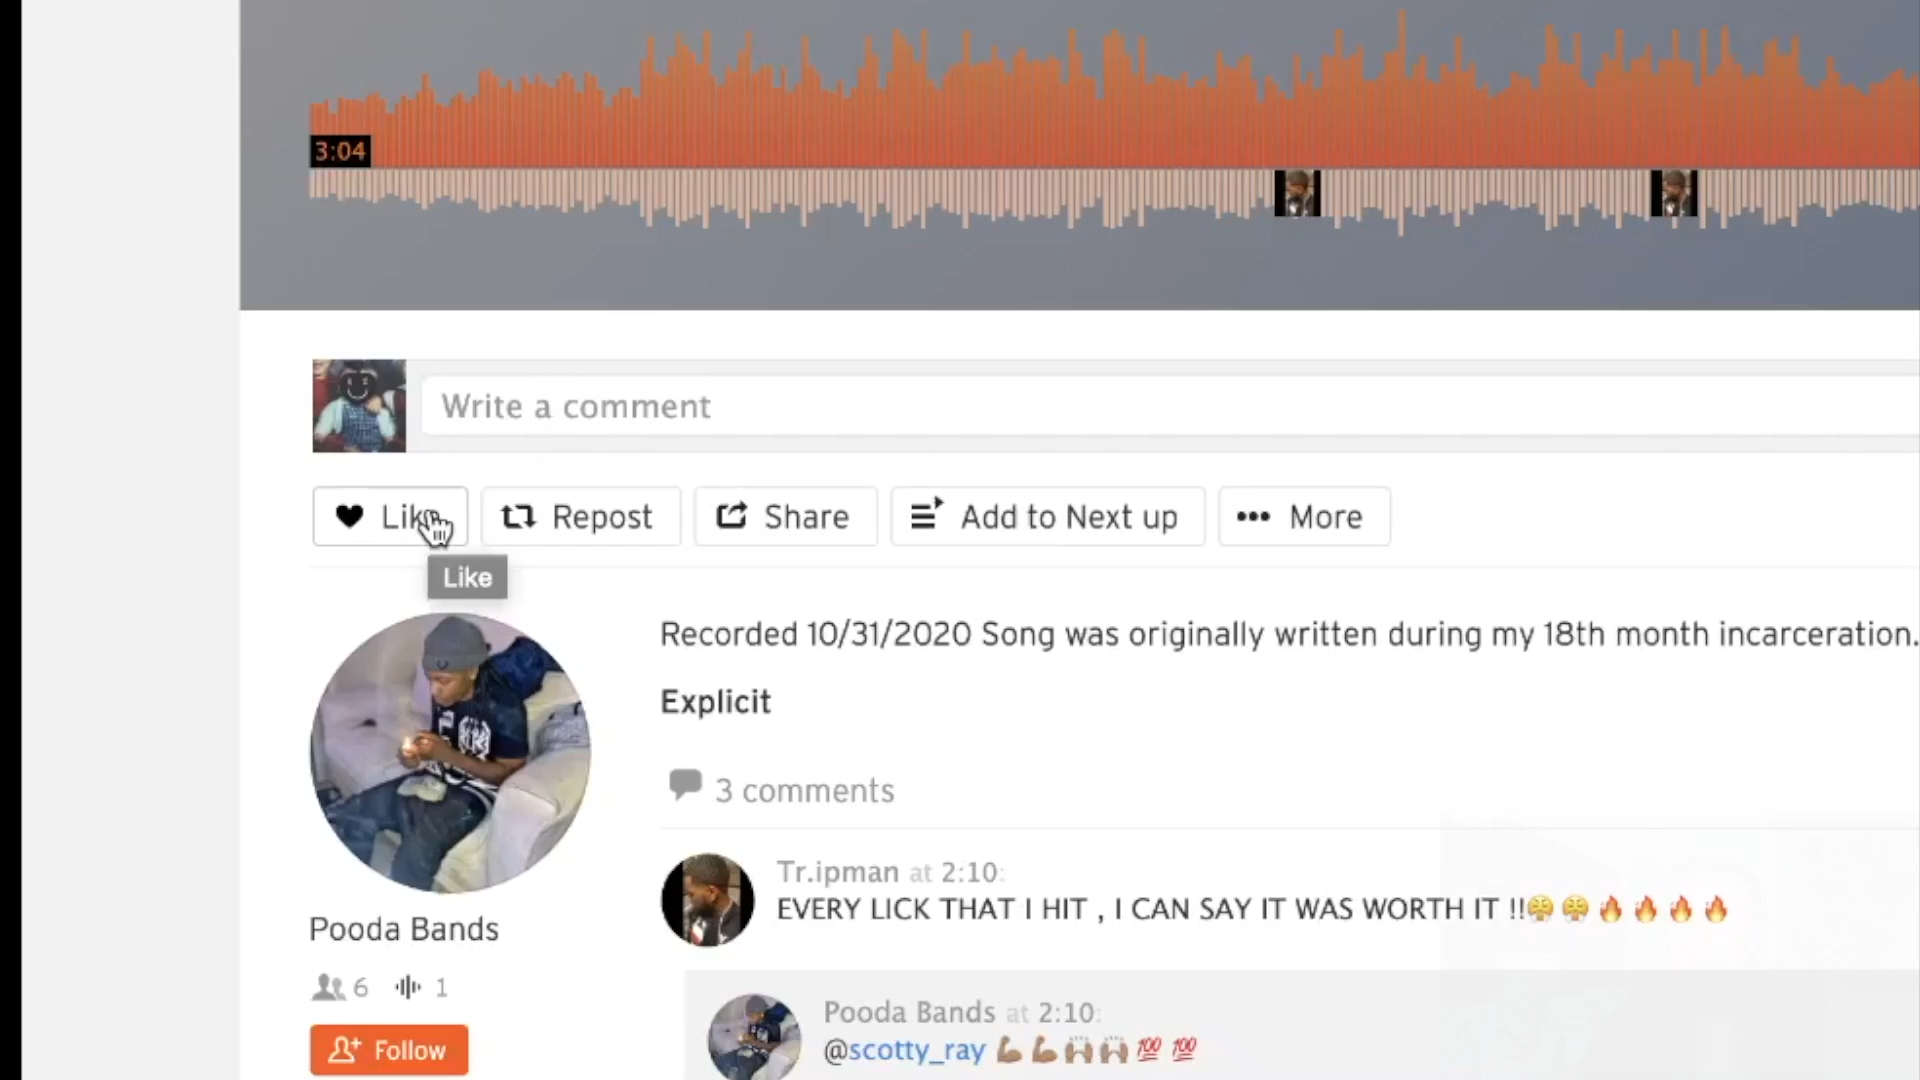 3:04
Write a comment
Like
Repost
Share
Add to Next up
More
Like
Recorded 10/31/2020 Song was originally written during my 18th month incarceration.
Explicit
3 comments
Tr.ipman at 2:10:
EVERY LICK THAT I HIT , I CAN SAY IT WAS WORTH IT !!😤 😤 🔥 🔥 🔥 🔥
Pooda Bands
6 1
Pooda Bands at 2:10:
@scotty_ray 💪🏽 💪🏽 🙌🏽 🙌🏽 💯 💯
Follow